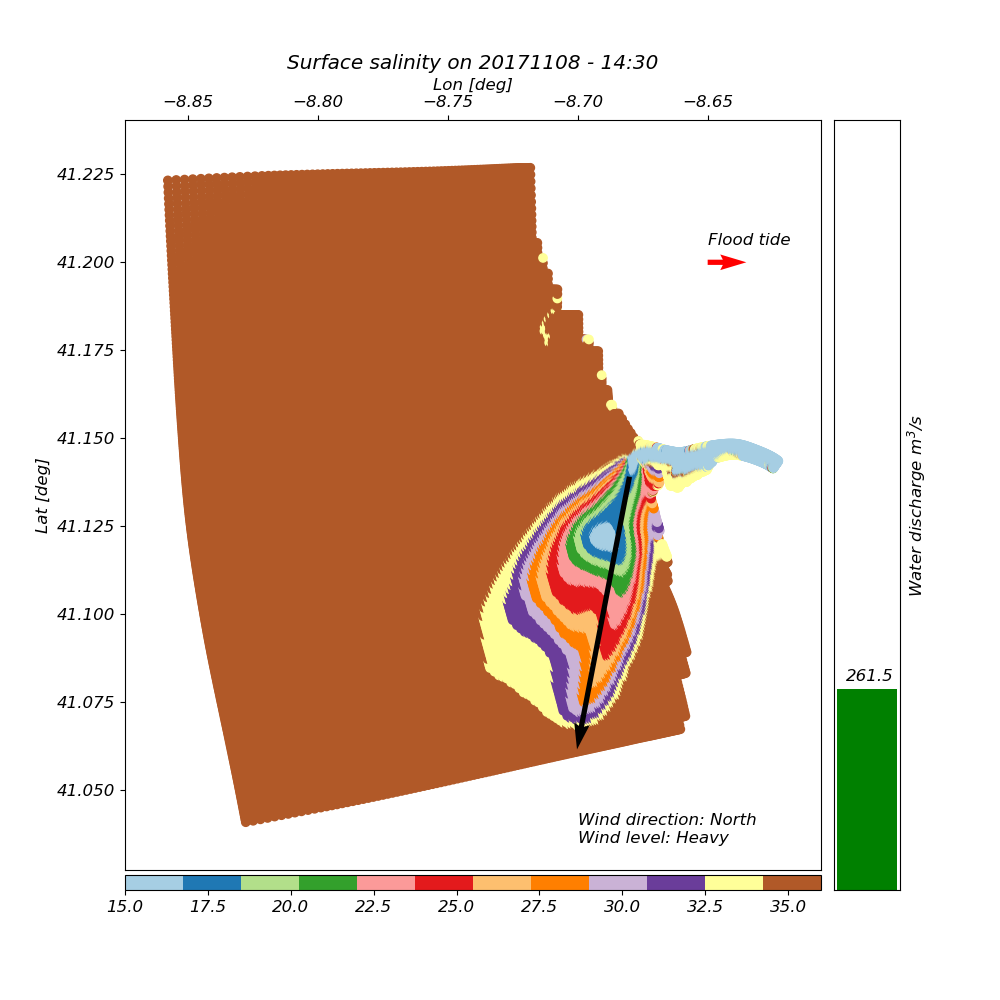 Surface salinity on 20171108 - 14:30
Lon [deg]
−8.85 −8.80 −8.75 −8.70 −8.65
41.225
41.200
41.175
41.150
41.125
41.100
41.075
41.050
Lat [deg]
Flood tide
Wind direction: North
Wind level: Heavy
261.5
Water discharge m³/s
15.0 17.5 20.0 22.5 25.0 27.5 30.0 32.5 35.0